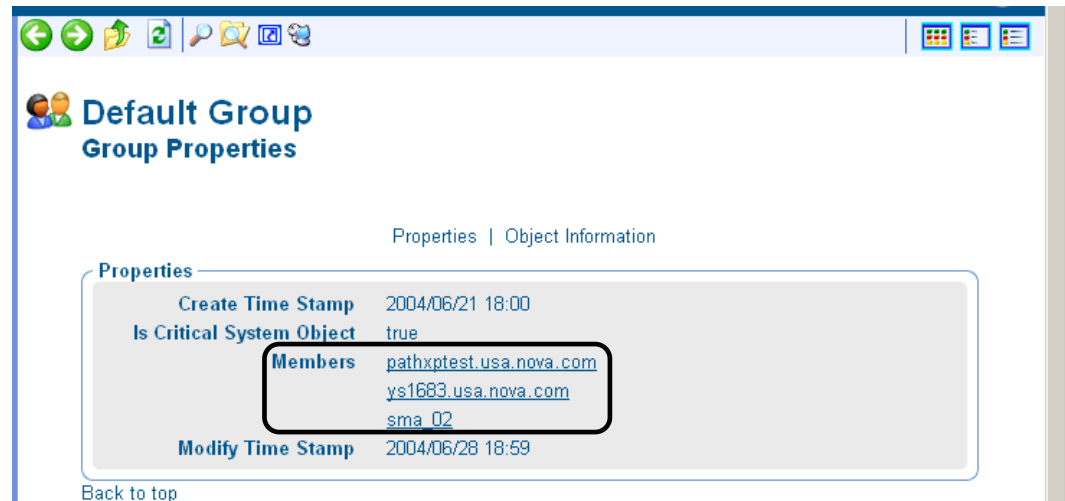 Default Group
Group Properties
Properties | Object Information
Properties
Create Time Stamp 2004/06/21 18:00
Is Critical System Object true
Members pathxptest.usa.nova.com
ys1683.usa.nova.com
sma_02
Modify Time Stamp 2004/06/28 18:59
Back to top